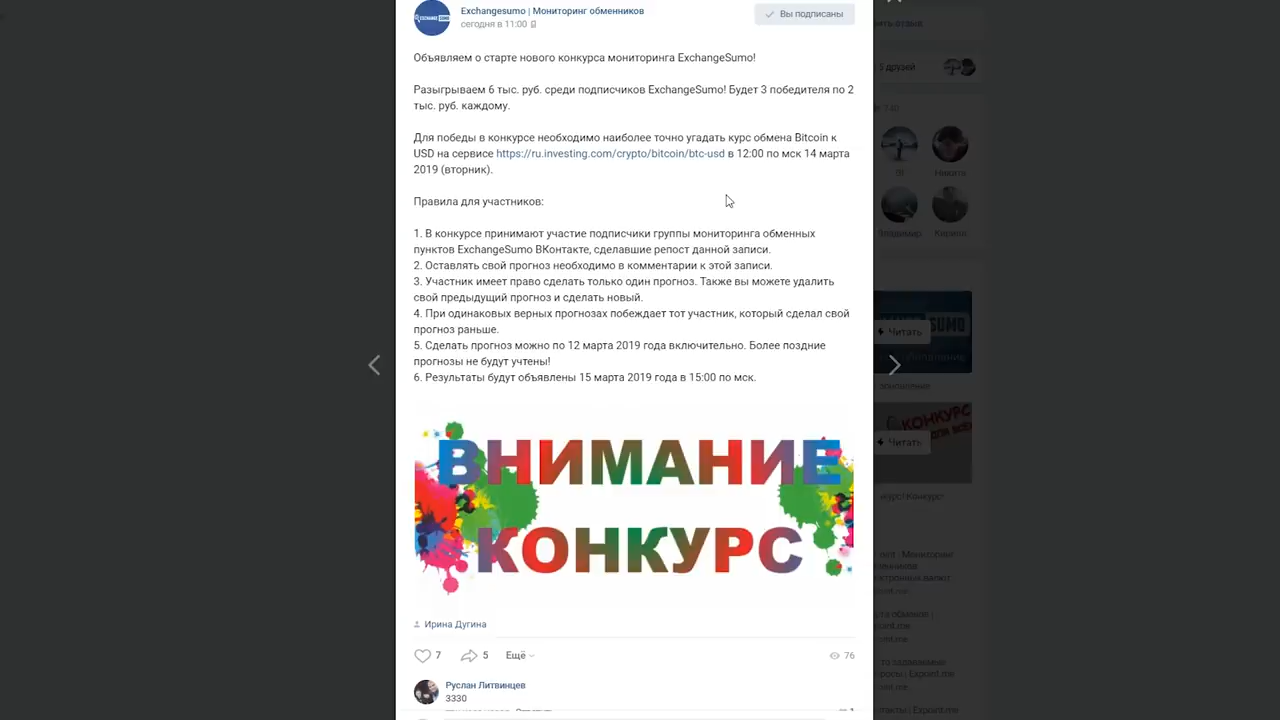 Exchangesumo | Мониторинг обменников
сегодня в 11:00
Вы подписаны
Объявляем о старте нового конкурса мониторинга ExchangeSumo!
Разыгрываем 6 тыс. руб. среди подписчиков ExchangeSumo! Будет 3 победителя по 2
тыс. руб. каждому.
Для победы в конкурсе необходимо наиболее точно угадать курс обмена Bitcoin к
USD на сервисе https://ru.investing.com/crypto/bitcoin/btc-usd в 12:00 по мск 14 марта
2019 (вторник).
Правила для участников:
1. В конкурсе принимают участие подписчики группы мониторинга обменных
пунктов ExchangeSumo ВКонтакте, сделавшие репост данной записи.
2. Оставлять свой прогноз необходимо в комментарии к этой записи.
3. Участник имеет право сделать только один прогноз. Также вы можете удалить
свой предыдущий прогноз и сделать новый.
4. При одинаковых верных прогнозах побеждает тот участник, который сделал свой
прогноз раньше.
5. Сделать прогноз можно по 12 марта 2019 года включительно. Более поздние
прогнозы не будут учтены!
6. Результаты будут объявлены 15 марта 2019 года в 15:00 по мск.
ВНИМАНИЕ
КОНКУРС
Ирина Дугина
7 5 Ещё 76
Руслан Литвинцев
3330
5 друзей
Никита
Владимир
Читать
Читать
КОНКУРС